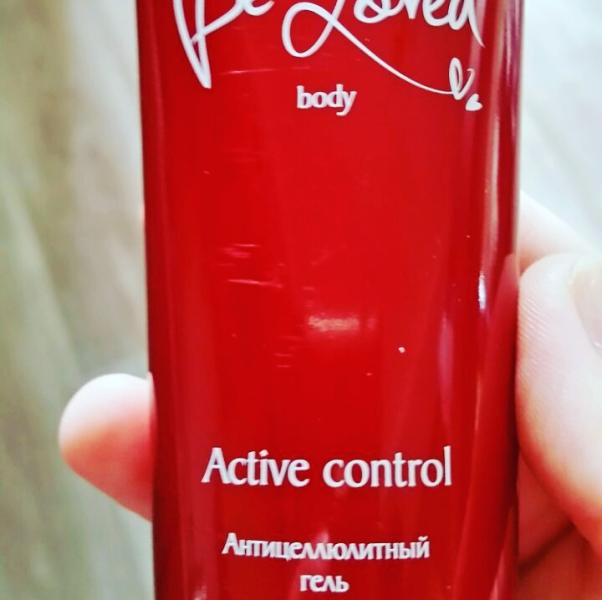 Be Loved
body
Active control
Антицеллюлитный
гель